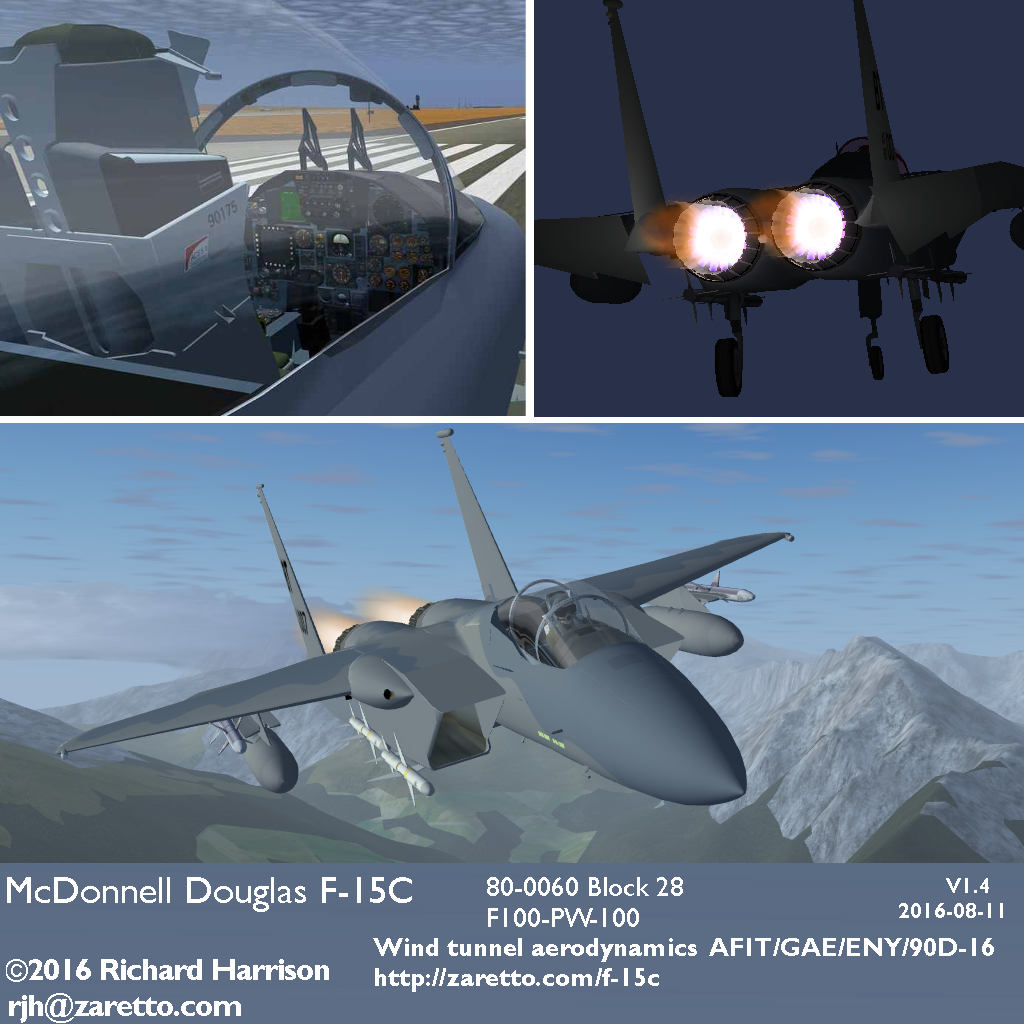 90175
McDonnell Douglas F-15C
80-0060 Block 28
F100-PW-100
V1.4
2016-08-11
Wind tunnel aerodynamics AFIT/GAE/ENY/90D-16
http://zaretto.com/f-15c
©2016 Richard Harrison
rjh@zaretto.com